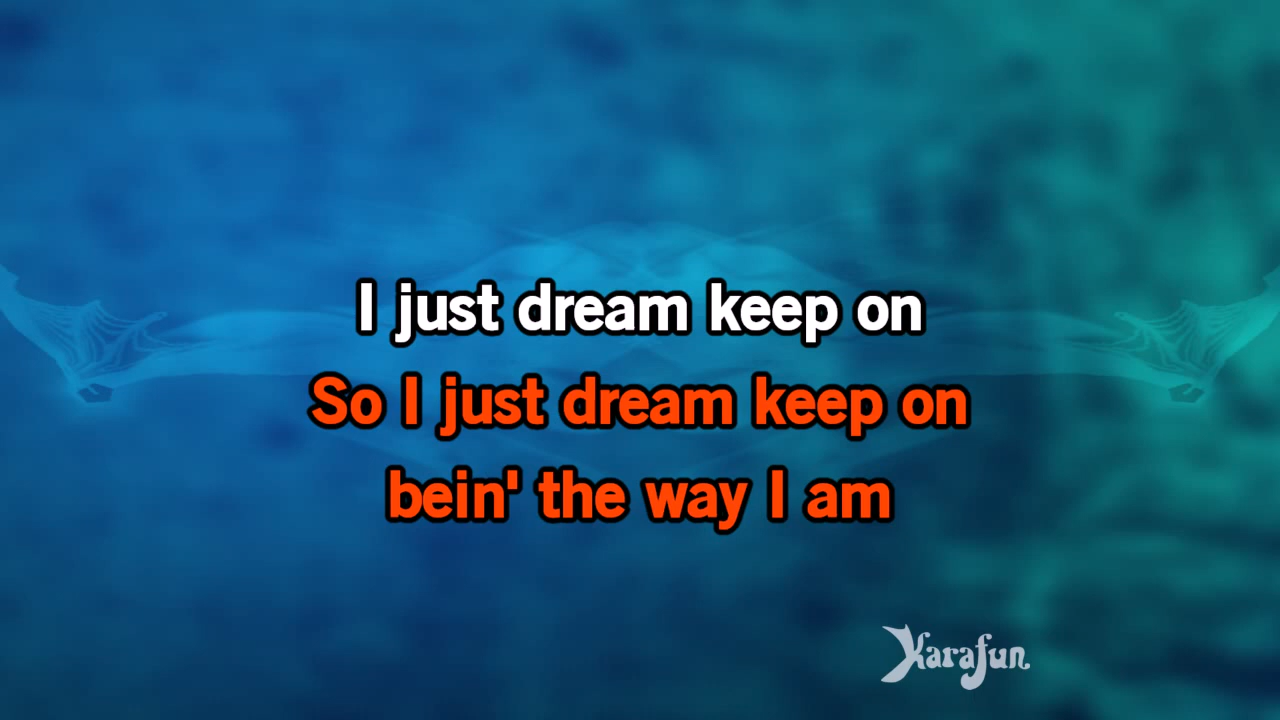 I just dream keep on
So I just dream keep on
bein' the way I am
Karafun